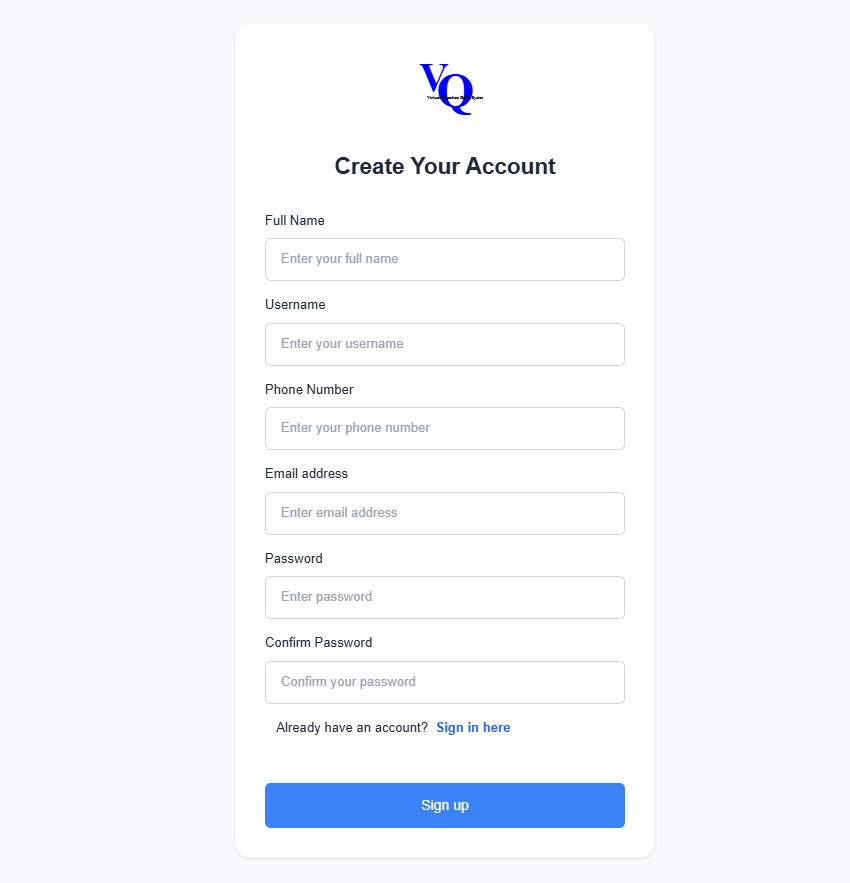 VQ
Create Your Account
Full Name
Enter your full name
Username
Enter your username
Phone Number
Enter your phone number
Email address
Enter email address
Password
Enter password
Confirm Password
Confirm your password
Already have an account? Sign in here
Sign up